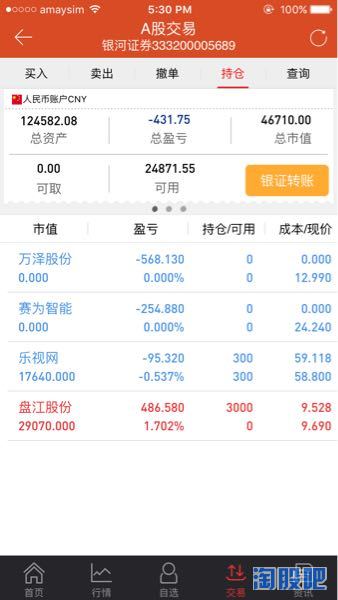 amaysim 5:30 PM 100%
A股交易
银河证券333200005689
买入 卖出 撤单 持仓 查询
人民币账户CNY
124582.08 -431.75 46710.00
总资产 总盈亏 总市值
0.00 24871.55
可取 可用
银证转账
市值 盈亏 持仓/可用 成本/现价
万泽股份 -568.130 0 0.000
0.000 0.000% 0 12.990
赛为智能 -254.880 0 0.000
0.000 0.000% 0 24.240
乐视网 -95.320 300 59.118
17640.000 -0.537% 300 58.800
盘江股份 486.580 3000 9.528
29070.000 1.702% 0 9.690
首页 行情 自选 交易 资讯
淘股吧